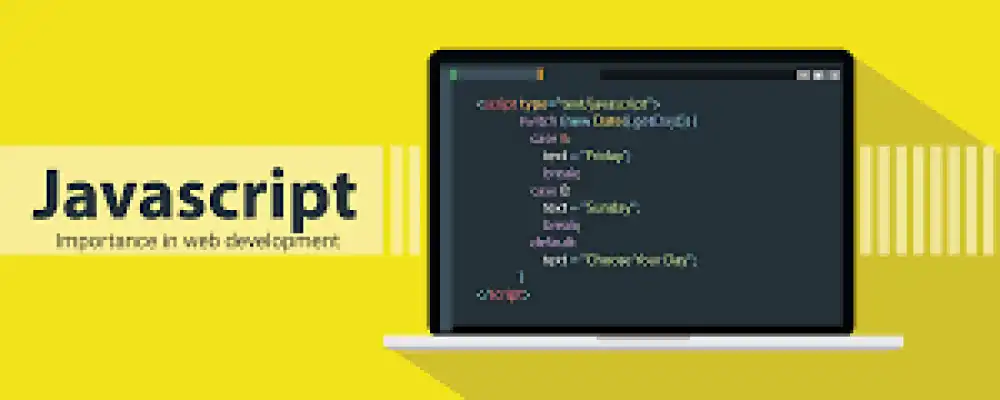 Javascript
Importance in web development
<script type="text/javascript">
switch (new Date().getDay()) {
case 6:
text = "Friday";
break;
case 0:
text = "Sunday";
break;
default:
text = "Choose Your Day";
}
</script>